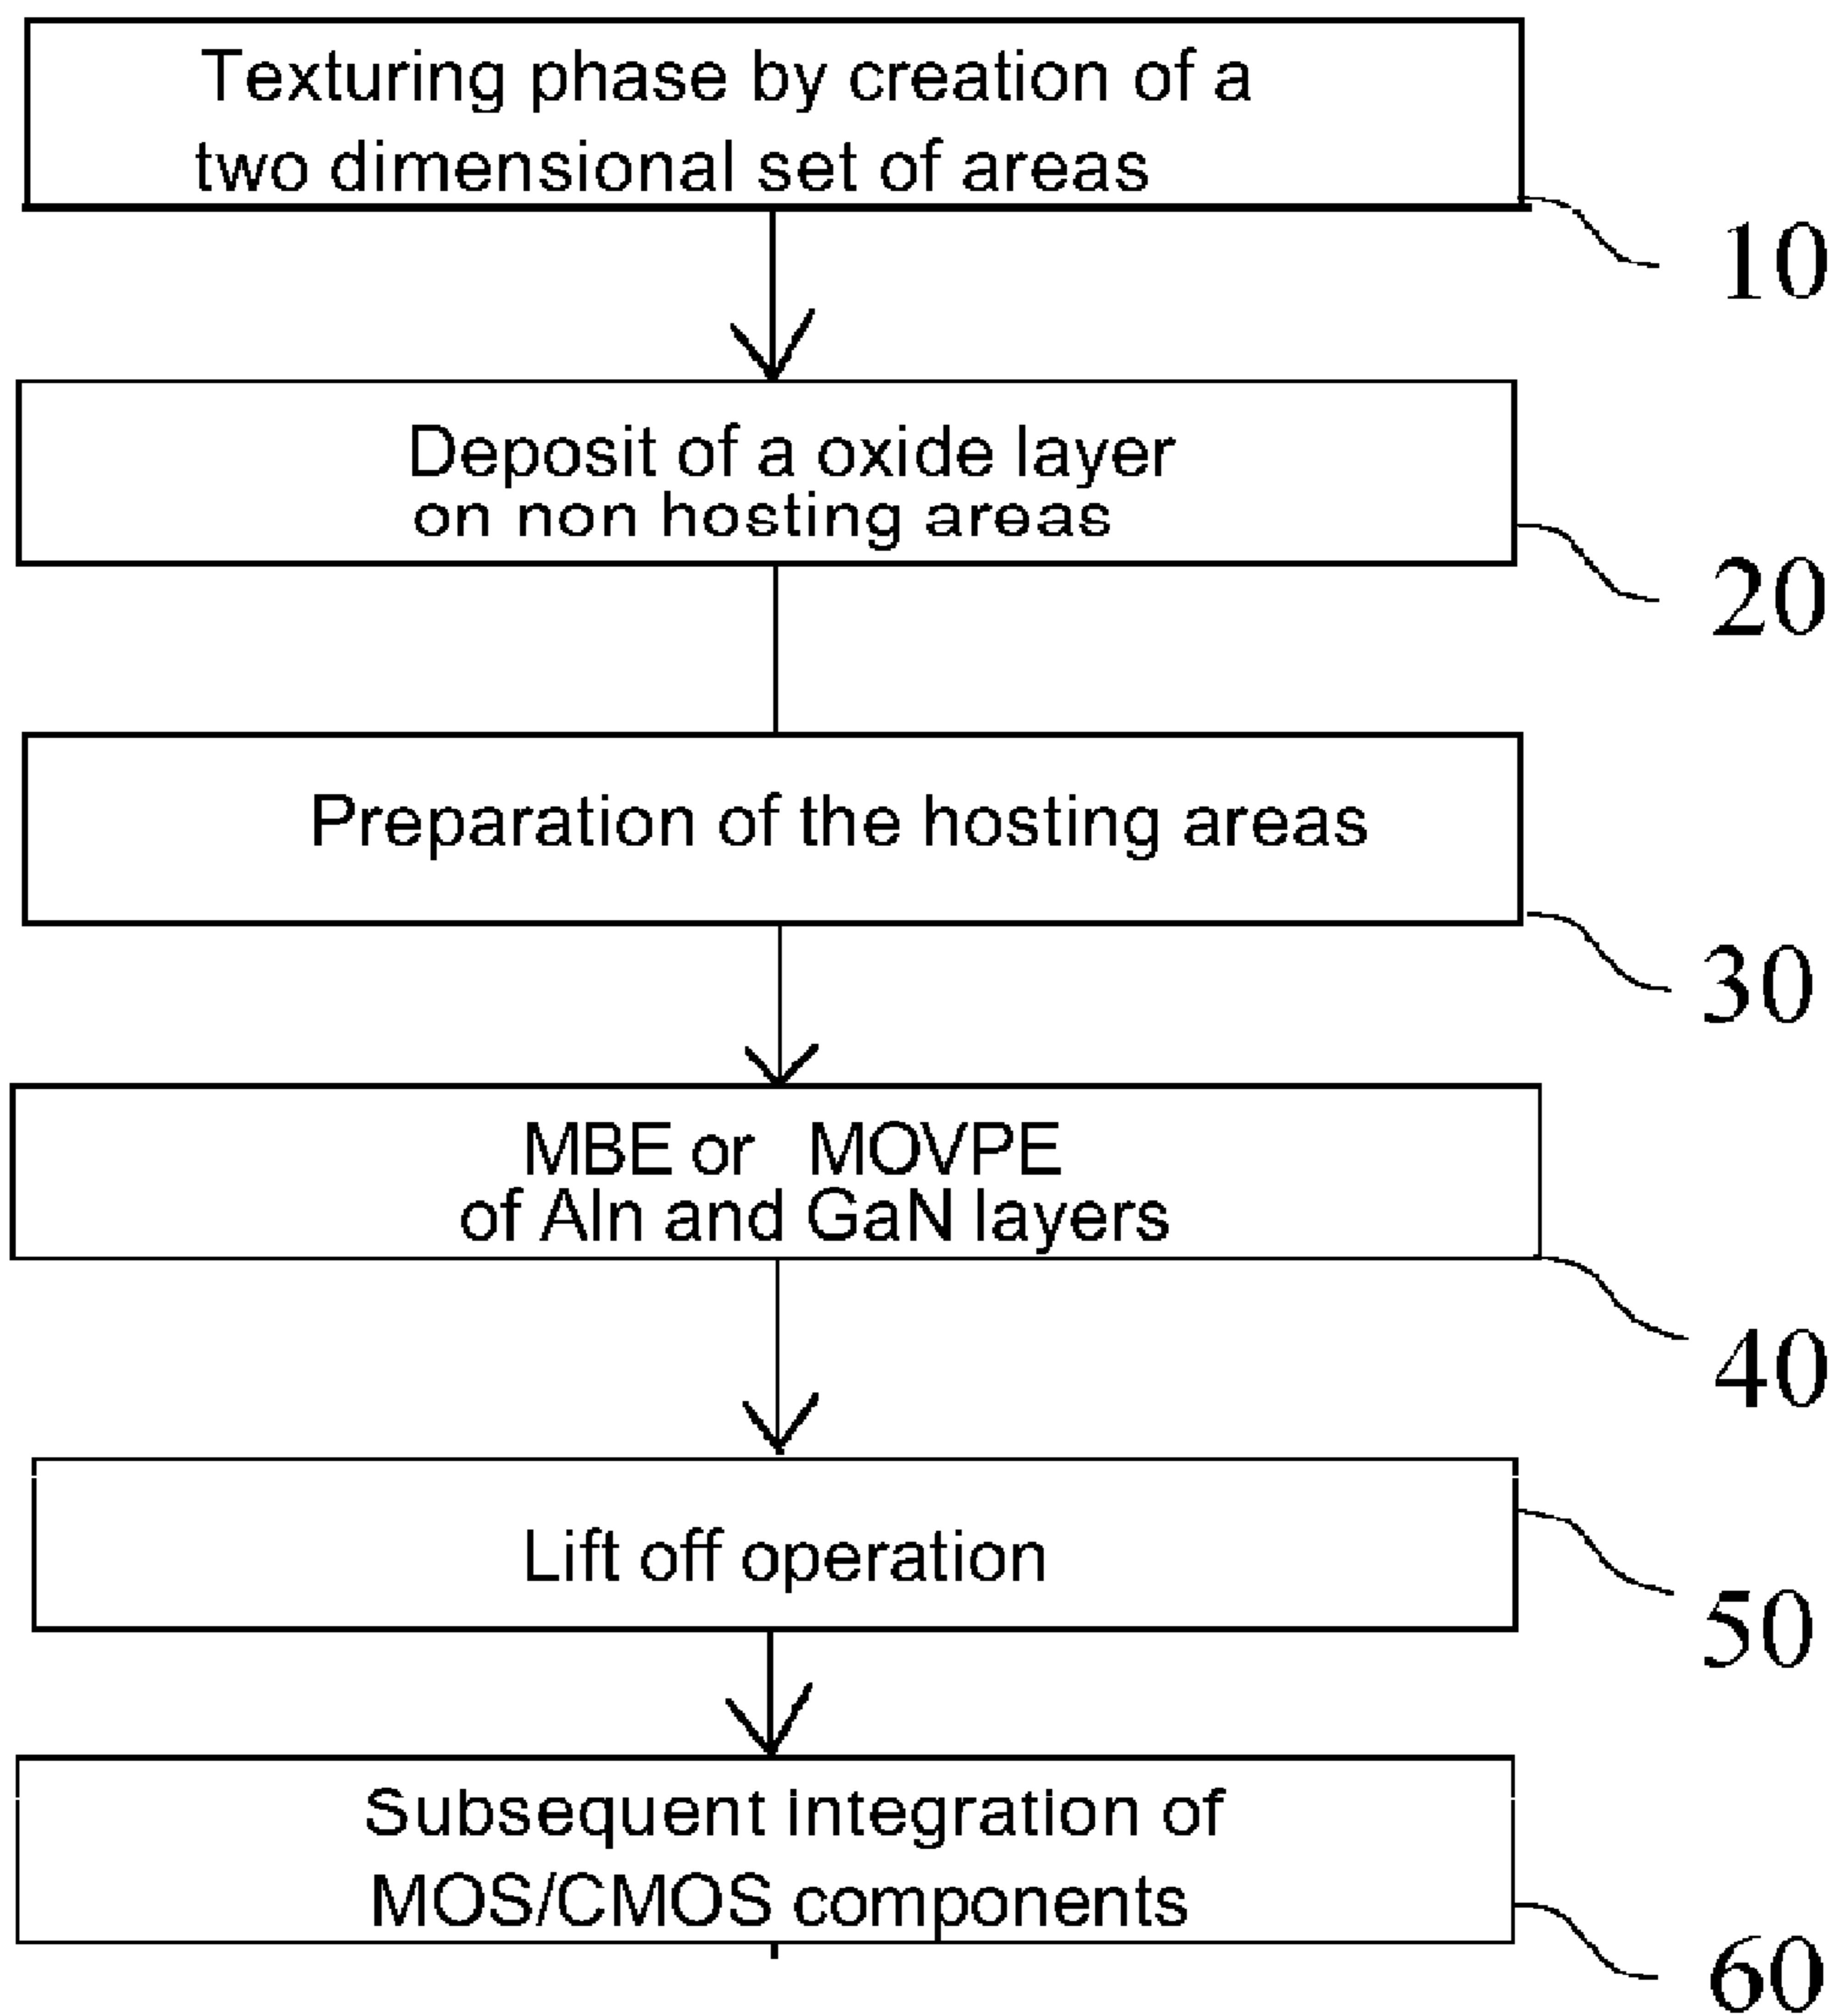 Texturing phase by creation of a
two dimensional set of areas
10
Deposit of a oxide layer
on non hosting areas
20
Preparation of the hosting areas
30
MBE or MOVPE
of Aln and GaN layers
40
Lift off operation
50
Subsequent integration of
MOS/CMOS components
60